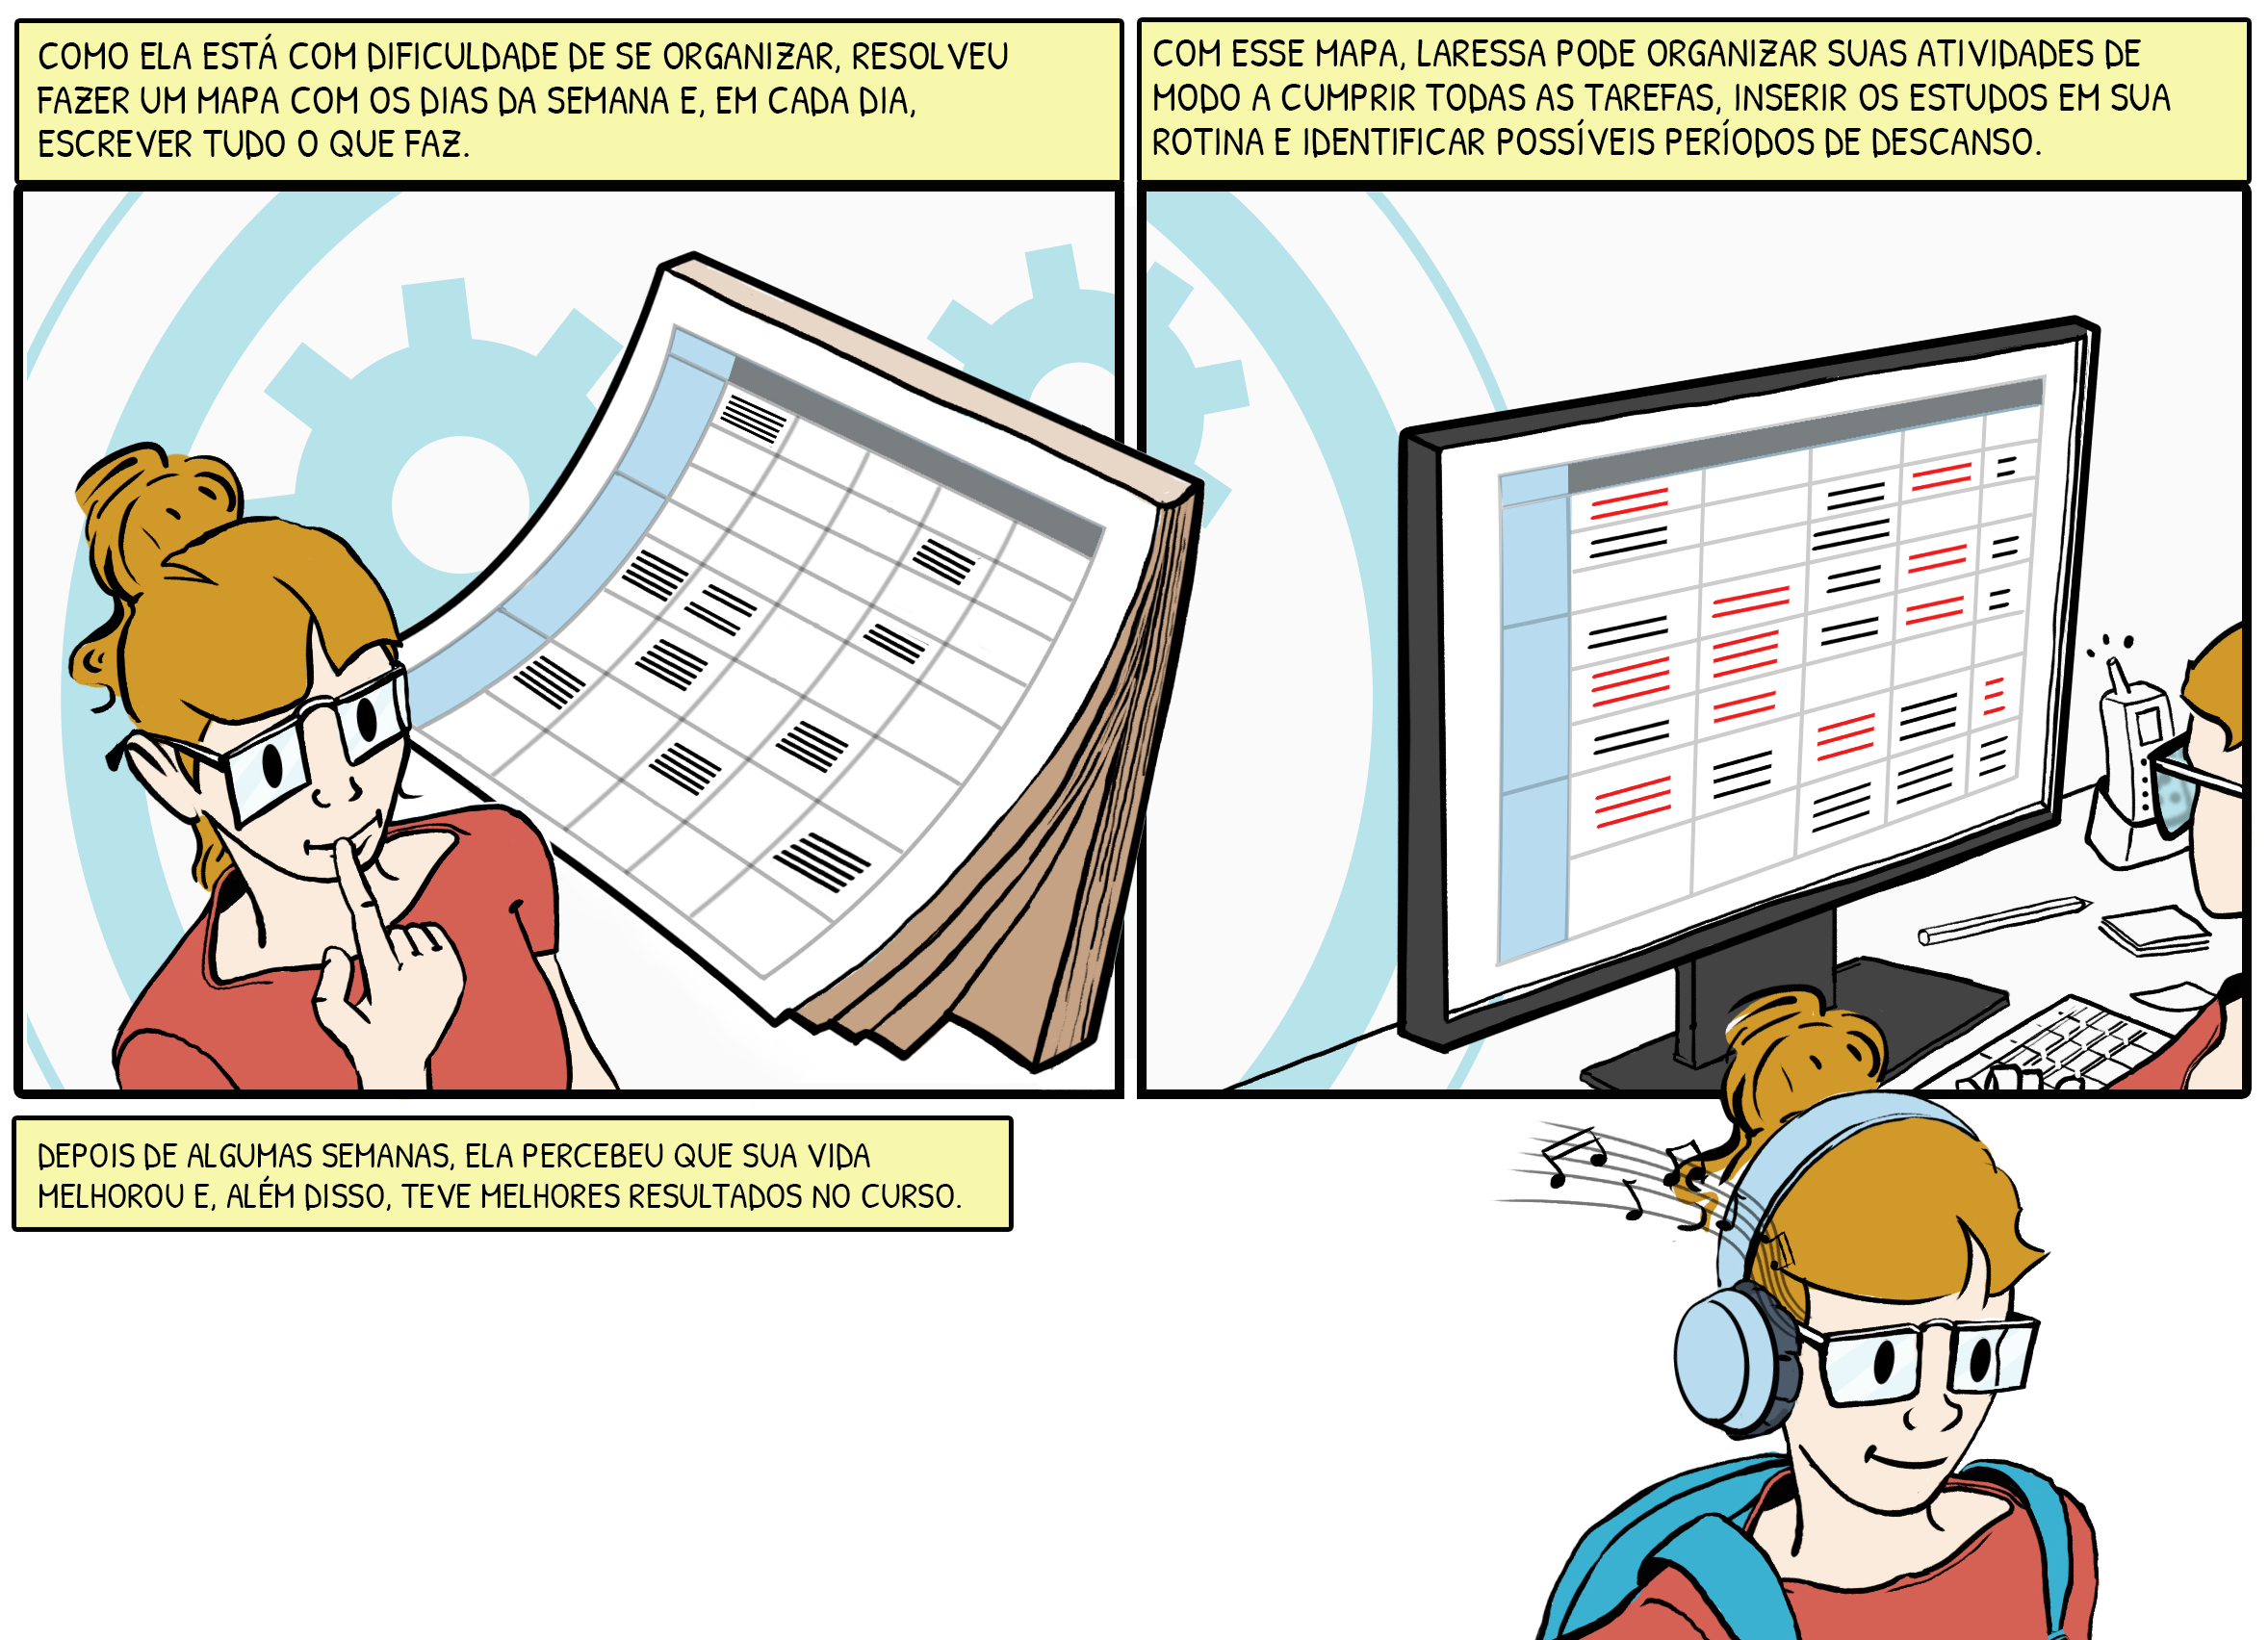 COMO ELA ESTÁ COM DIFICULDADE DE SE ORGANIZAR, RESOLVEU
FAZER UM MAPA COM OS DIAS DA SEMANA E, EM CADA DIA,
ESCREVER TUDO O QUE FAZ.
COM ESSE MAPA, LARESSA PODE ORGANIZAR SUAS ATIVIDADES DE
MODO A CUMPRIR TODAS AS TAREFAS, INSERIR OS ESTUDOS EM SUA
ROTINA E IDENTIFICAR POSSÍVEIS PERÍODOS DE DESCANSO.
DEPOIS DE ALGUMAS SEMANAS, ELA PERCEBEU QUE SUA VIDA
MELHOROU E, ALÉM DISSO, TEVE MELHORES RESULTADOS NO CURSO.